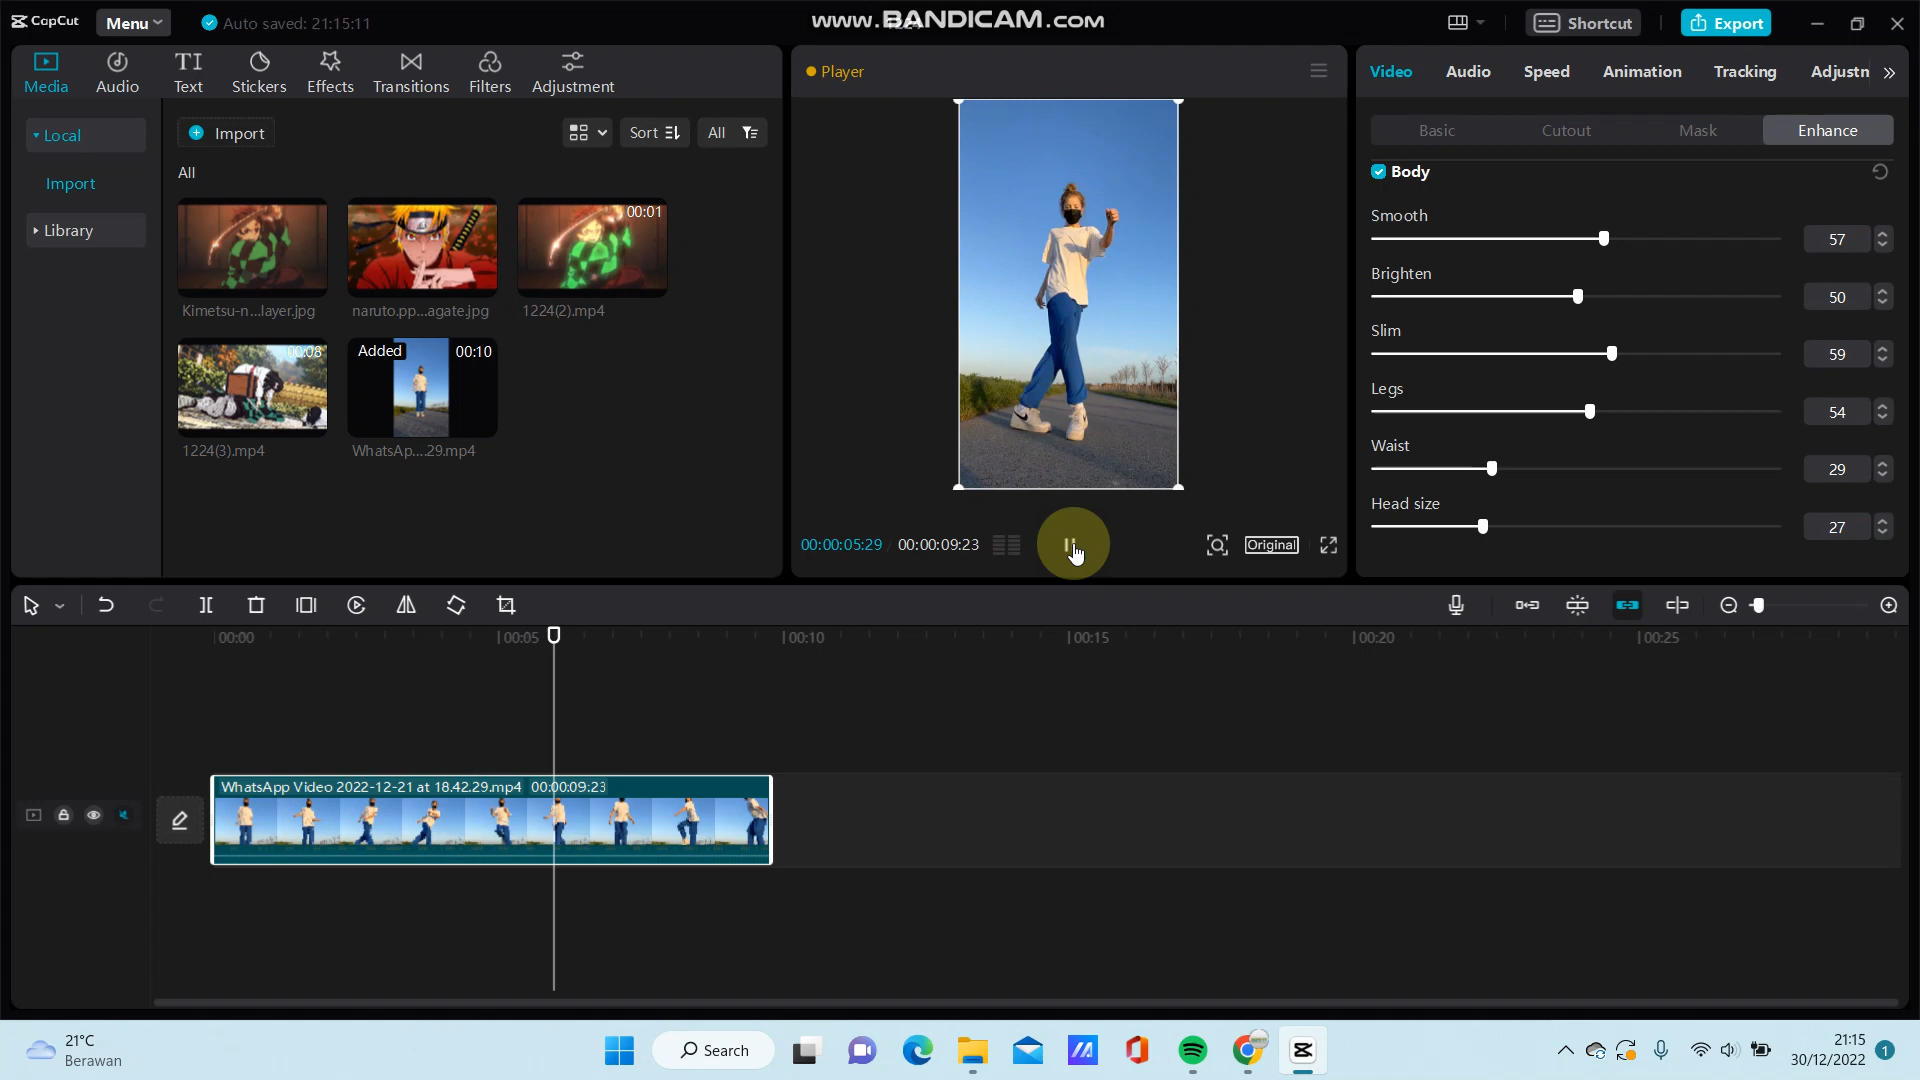 CapCut
Menu
Auto saved: 21:15:11
www.BANDICAM.com
Shortcut
Export
Media
Audio
Text
Stickers
Effects
Transitions
Filters
Adjustment
Local
Import
Library
Import
Sort
All
All
Kimetsu-n...layer.jpg
naruto.pp...agate.jpg
00:01
1224(2).mp4
00:08
1224(3).mp4
Added
00:10
WhatsAp....29.mp4
Player
00:00:05:29
00:00:09:23
Original
Video
Audio
Speed
Animation
Tracking
Adjustn
Basic
Cutout
Mask
Enhance
Body
Smooth
57
Brighten
50
Slim
59
Legs
54
Waist
29
Head size
27
00:00
00:05
00:10
00:15
00:20
00:25
WhatsApp Video 2022-12-21 at 18.42.29.mp4 00:00:09:23
21°C
Berawan
Search
21:15
30/12/2022
1